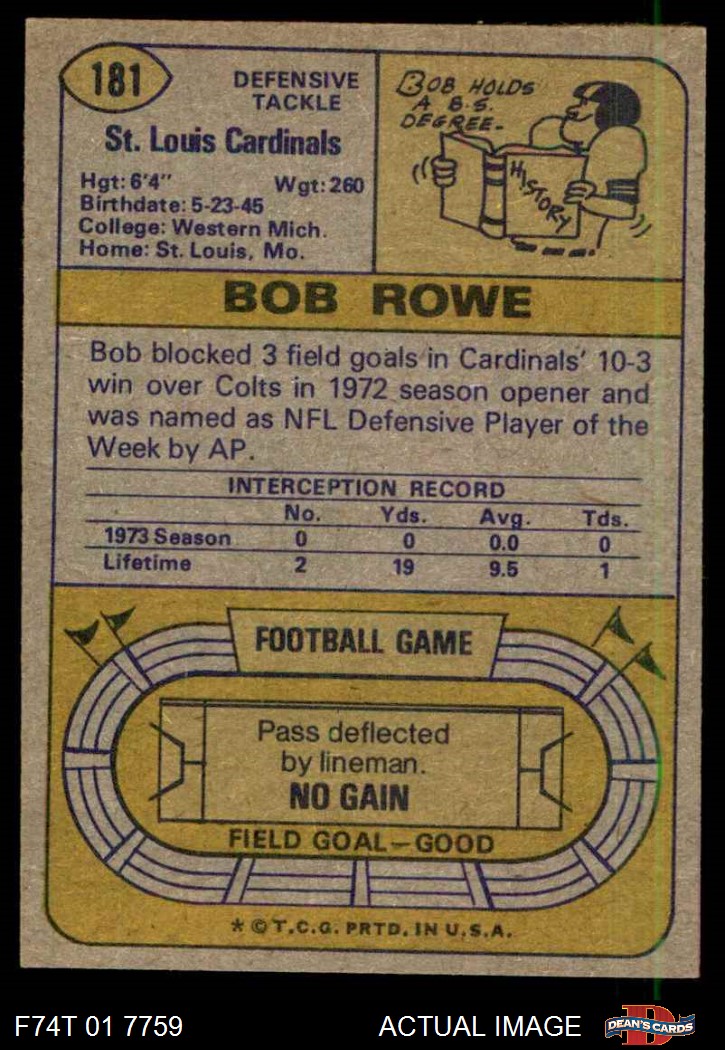 181
DEFENSIVE
TACKLE
St. Louis Cardinals
Hgt: 6'4" Wgt: 260
Birthdate: 5-23-45
College: Western Mich.
Home: St. Louis, Mo.
BOB HOLDS
A B.S.
DEGREE-
HISTORY
BOB ROWE
Bob blocked 3 field goals in Cardinals' 10-3
win over Colts in 1972 season opener and
was named as NFL Defensive Player of the
Week by AP.
INTERCEPTION RECORD
No. Yds. Avg. Tds.
1973 Season 0 0 0.0 0
Lifetime 2 19 9.5 1
FOOTBALL GAME
Pass deflected
by lineman.
NO GAIN
FIELD GOAL—GOOD
* © T.C.G. PRTD. IN U.S.A.
F74T 01 7759 ACTUAL IMAGE
D
DEAN'S CARDS